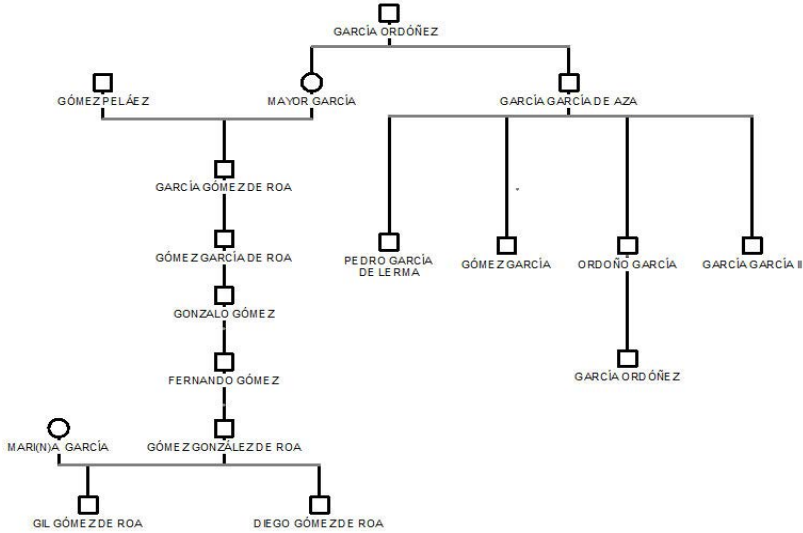 GARCÍA ORDÓÑEZ
GÓMEZ PELÁEZ
MAYOR GARCÍA
GARCÍA GARCÍA DE AZA
GARCÍA GÓMEZ DE ROA
GÓMEZ GARCÍA DE ROA
PEDRO GARCÍA
DE LERMA
GÓMEZ GARCÍA
ORDOÑO GARCÍA
GARCÍA GARCÍA II
GONZALO GÓMEZ
FERNANDO GÓMEZ
GARCÍA ORDÓÑEZ
MARI(N)A GARCÍA
GÓMEZ GONZÁLEZ DE ROA
GIL GÓMEZ DE ROA
DIEGO GÓMEZ DE ROA